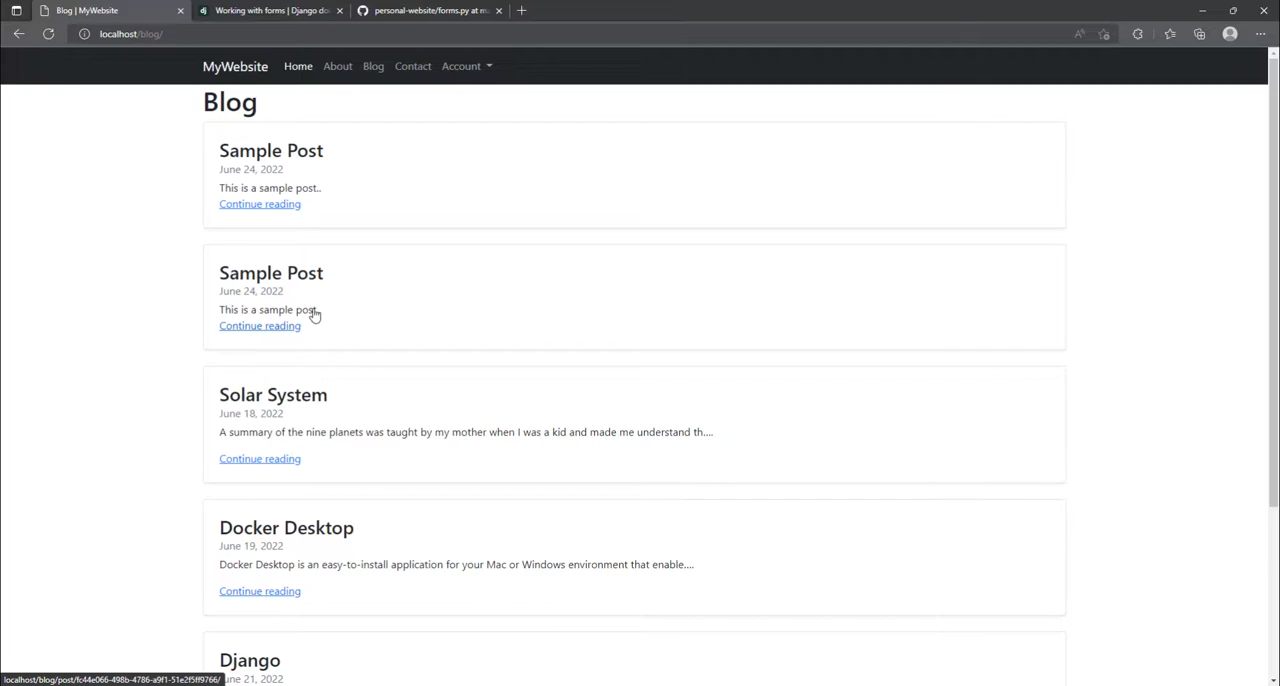 Blog | MyWebsite
Working with forms | Django do
personal-website/forms.py at m
localhost/blog/
MyWebsite Home About Blog Contact Account
Blog
Sample Post
June 24, 2022
This is a sample post..
Continue reading
Sample Post
June 24, 2022
This is a sample post
Continue reading
Solar System
June 18, 2022
A summary of the nine planets was taught by my mother when I was a kid and made me understand th....
Continue reading
Docker Desktop
June 19, 2022
Docker Desktop is an easy-to-install application for your Mac or Windows environment that enable....
Continue reading
Django
une 21, 2022
localhost/blog/post/fc44e066-498b-4786-a9f1-51e2f5ff9766/